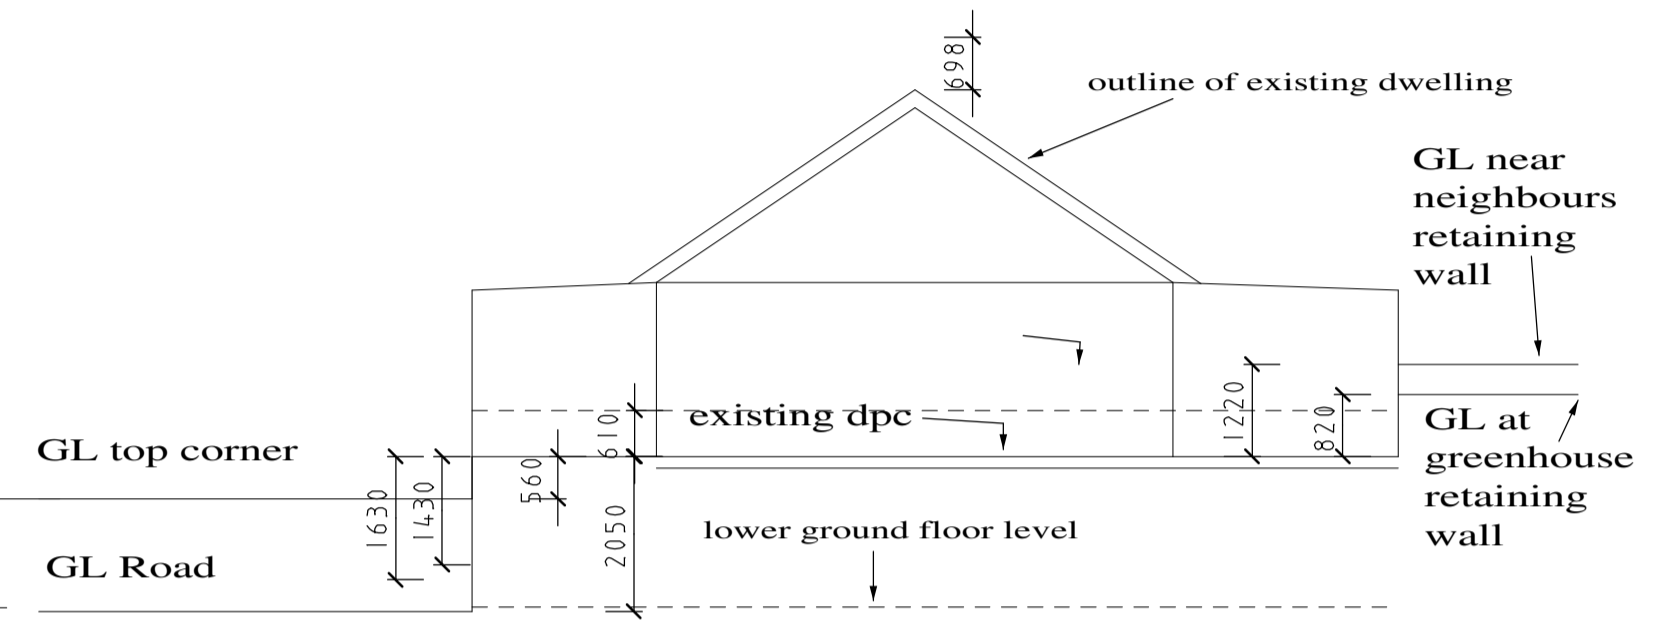 698
outline of existing dwelling
GL near
neighbours
retaining
wall
existing dpc
610
1220
820
GL at
greenhouse
retaining
wall
GL top corner
1630
1430
560
2050
lower ground floor level
GL Road